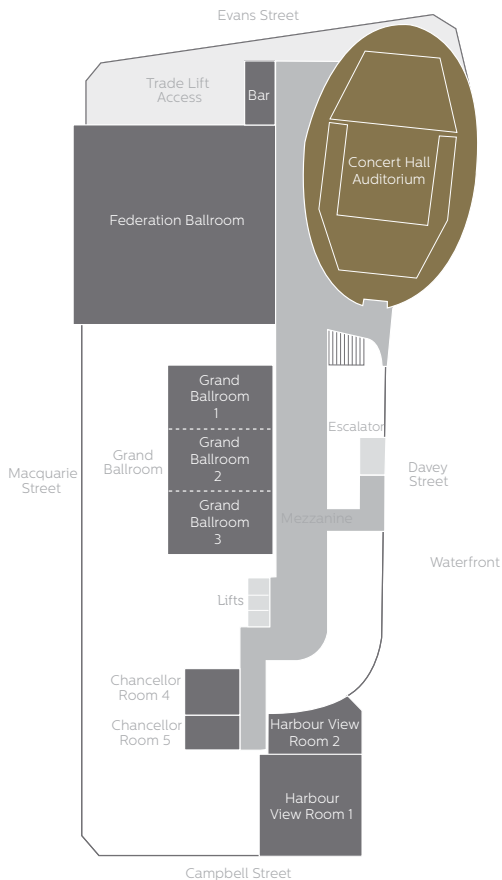 Evans Street
Trade Lift
Access
Bar
Concert Hall
Auditorium
Federation Ballroom
Grand
Ballroom
1
Escalator
Grand
Ballroom
Grand
Ballroom
2
Macquarie
Street
Davey
Street
Grand
Ballroom
3
Mezzanine
Waterfront
Lifts
Chancellor
Room 4
Chancellor
Room 5
Harbour View
Room 2
Harbour
View Room 1
Campbell Street